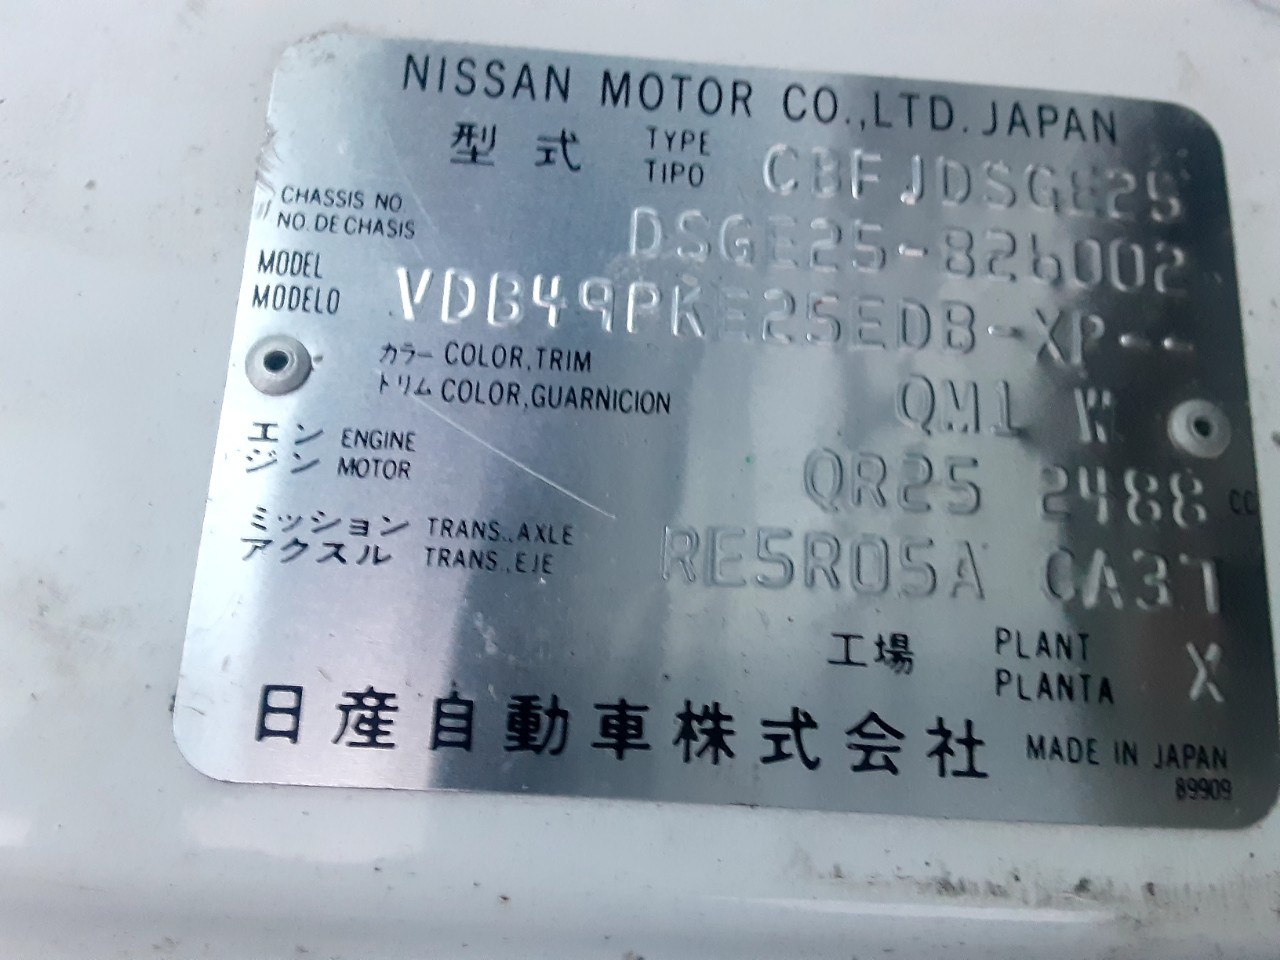 NISSAN MOTOR CO.,LTD. JAPAN
型式 TYPE TIPO CBFJDSGE25
CHASSIS NO NO. DE CHASIS DSGE25-826002
MODEL MODELO VDB49PKE25EDB-XP--
カラー COLOR,TRIM
トリム COLOR,GUARNICION QM1 W
エンジン ENGINE MOTOR QR25 2488 CC
ミッション TRANS.,AXLE
アクスル TRANS.,EJE RE5R05A CA37
工場 PLANT PLANTA X
日産自動車株式会社 MADE IN JAPAN
89909